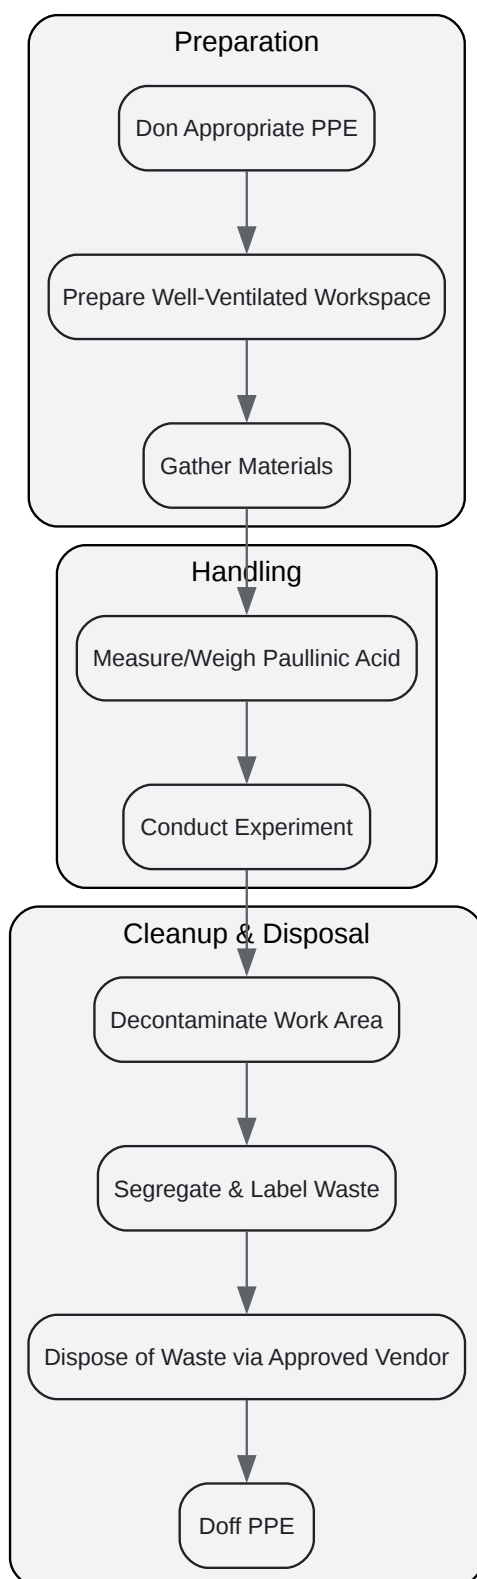 Preparation
Don Appropriate PPE
Prepare Well-Ventilated Workspace
Gather Materials
Handling
Measure/Weigh Paullinic Acid
Conduct Experiment
Cleanup & Disposal
Decontaminate Work Area
Segregate & Label Waste
Dispose of Waste via Approved Vendor
Doff PPE